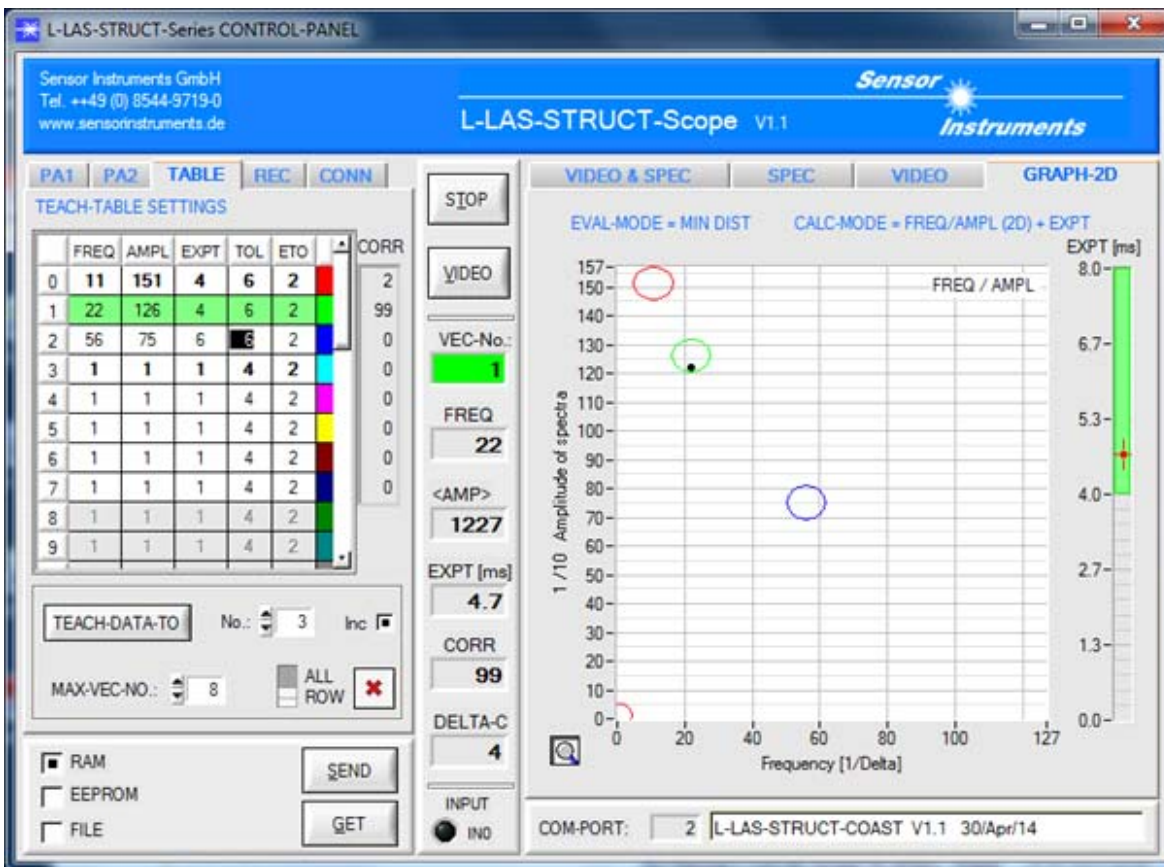 L-LAS-STRUCT-Series CONTROL-PANEL
Sensor Instruments GmbH
Tel. ++49 (0) 8544-9719-0
www.sensorinstruments.de
L-LAS-STRUCT-Scope V1.1
Sensor
Instruments
PA1 PA2 TABLE REC CONN
TEACH-TABLE SETTINGS
FREQ AMPL EXPT TOL ETO CORR
0 11 151 4 6 2 2
1 22 126 4 6 2 99
2 56 75 6 6 2 0
3 1 1 1 4 2 0
4 1 1 1 4 2 0
5 1 1 1 4 2 0
6 1 1 1 4 2 0
7 1 1 1 4 2 0
8 1 1 1 4 2
9 1 1 1 4 2
TEACH-DATA-TO No.: 3 Inc
MAX-VEC-NO.: 8 ALL
ROW
RAM
EEPROM
FILE
SEND
GET
STOP
VIDEO
VEC-No.:
1
FREQ
22
<AMP>
1227
EXPT [ms]
4.7
CORR
99
DELTA-C
4
INPUT
IN0
VIDEO & SPEC SPEC VIDEO GRAPH-2D
EVAL-MODE = MIN DIST CALC-MODE = FREQ/AMPL (2D) + EXPT
EXPT [ms]
FREQ / AMPL
1 /10 Amplitude of spectra
157
150
140
130
120
110
100
90
80
70
60
50
40
30
20
10
0
0 20 40 60 80 100 127
Frequency [1/Delta]
8.0
6.7
5.3
4.0
2.7
1.3
0.0
COM-PORT: 2 L-LAS-STRUCT-COAST V1.1 30/Apr/14